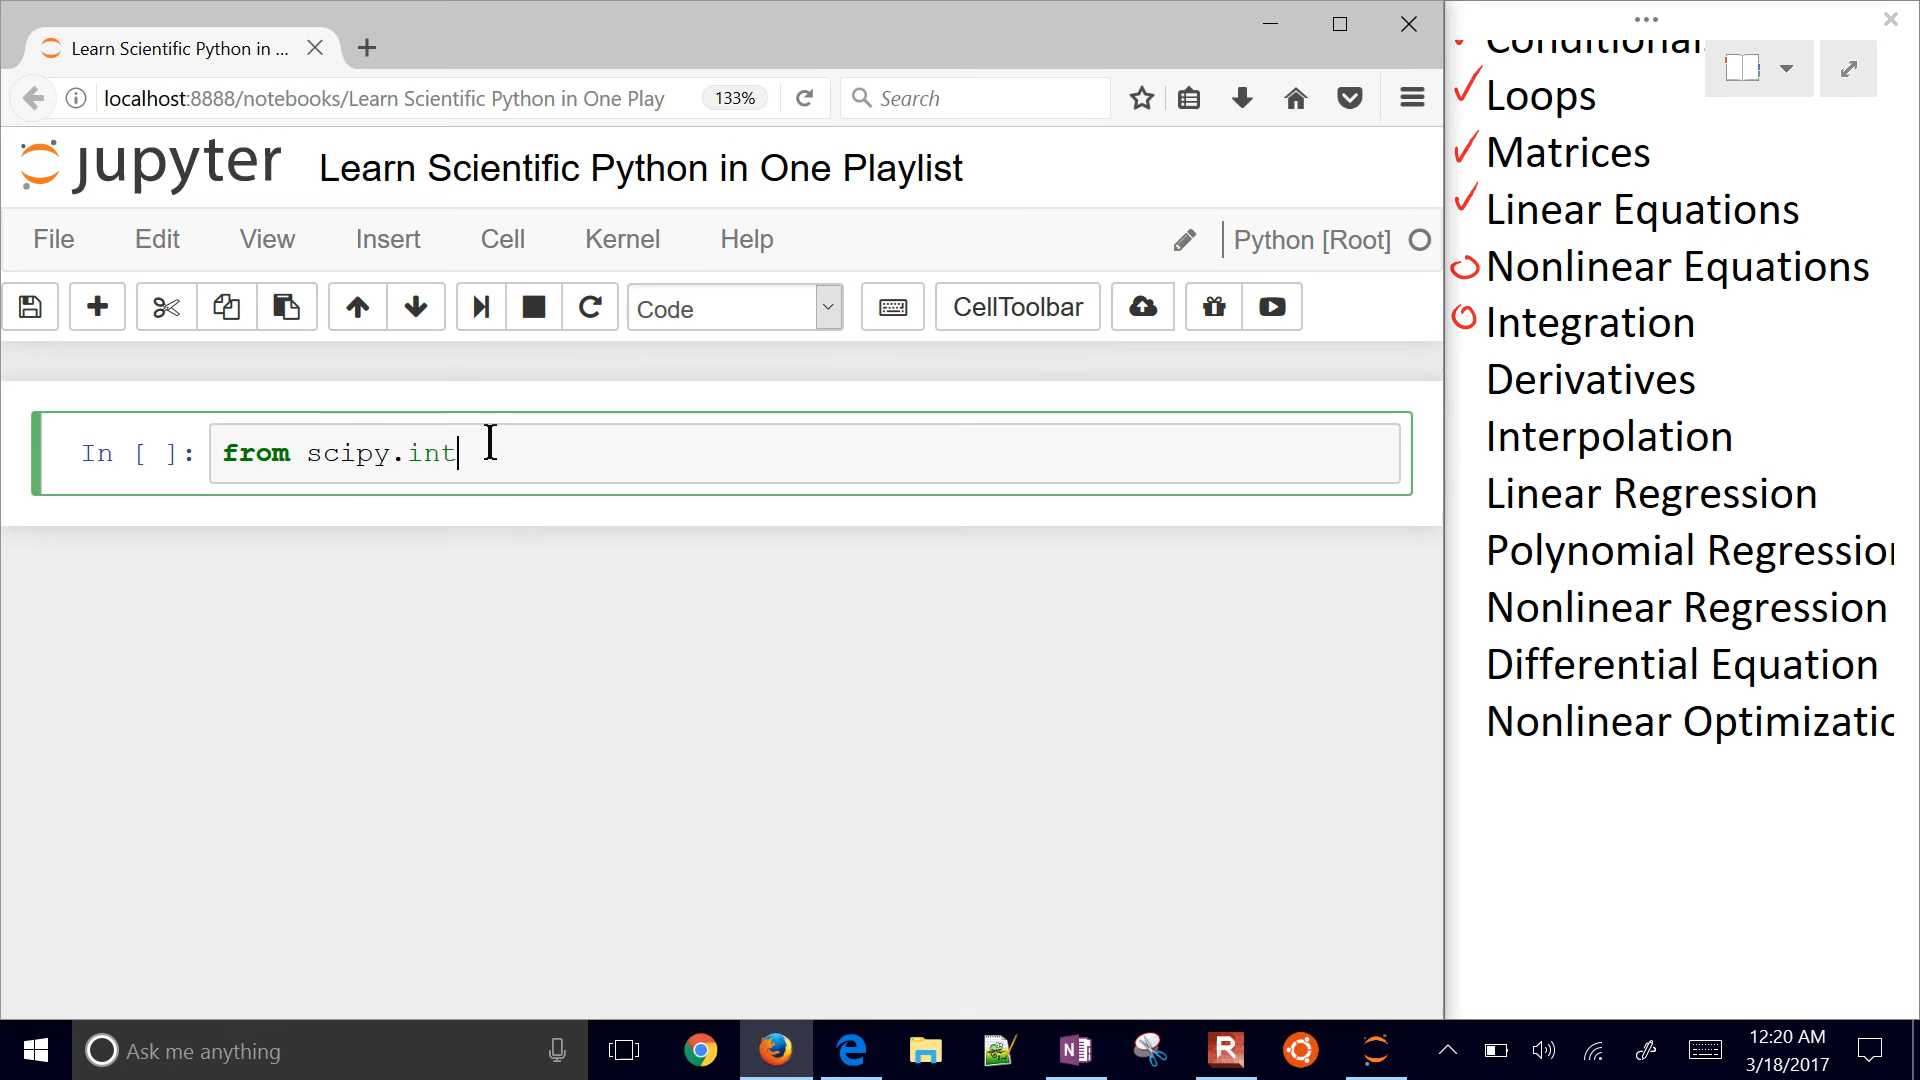 Learn Scientific Python in ...
localhost:8888/notebooks/Learn Scientific Python in One Play
133%
Search
jupyter
Learn Scientific Python in One Playlist
File Edit View Insert Cell Kernel Help
Python [Root]
Code
CellToolbar
In [ ]:
from scipy.int
Conditionals
Loops
Matrices
Linear Equations
Nonlinear Equations
Integration
Derivatives
Interpolation
Linear Regression
Polynomial Regression
Nonlinear Regression
Differential Equation
Nonlinear Optimizatic
Ask me anything
12:20 AM
3/18/2017